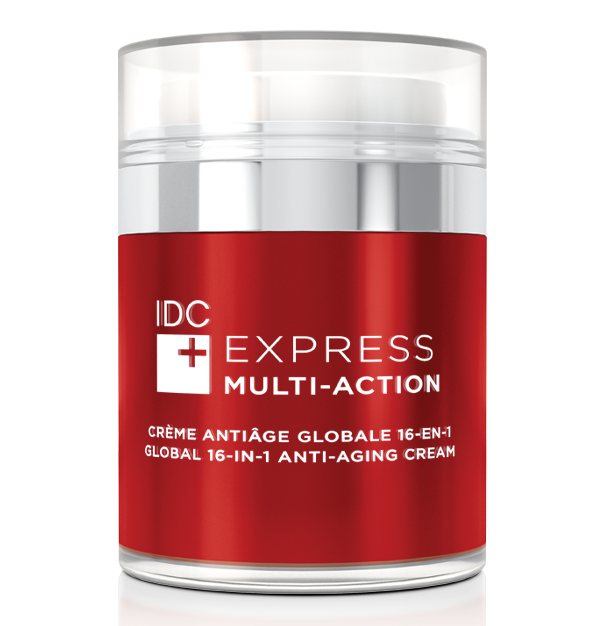 IDC
+
EXPRESS
MULTI-ACTION
CRÈME ANTIÂGE GLOBALE 16-EN-1
GLOBAL 16-IN-1 ANTI-AGING CREAM